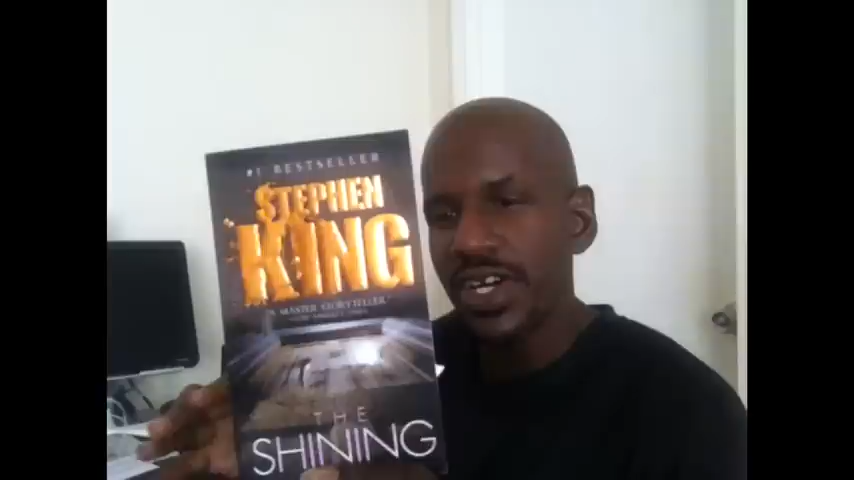 #1 BESTSELLER
STEPHEN
KING
"A MASTER STORYTELLER."
THE
SHINING